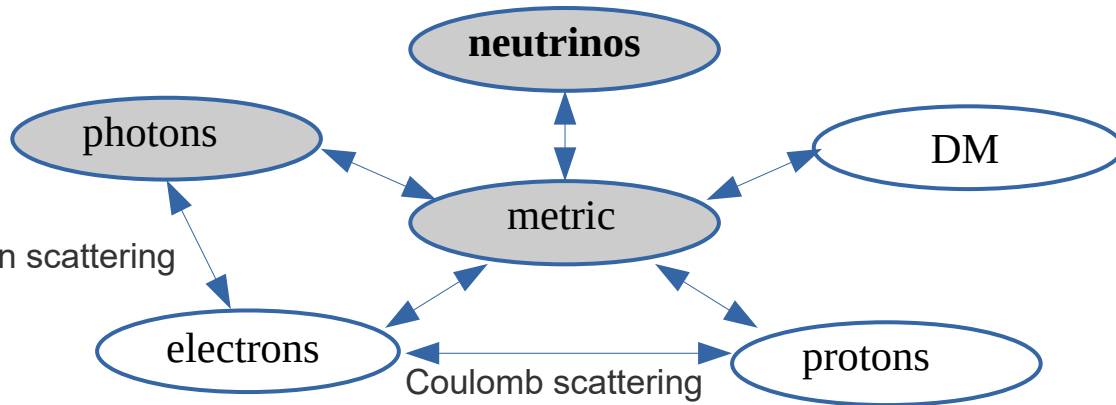 neutrinos
photons
DM
metric
n scattering
electrons
protons
Coulomb scattering